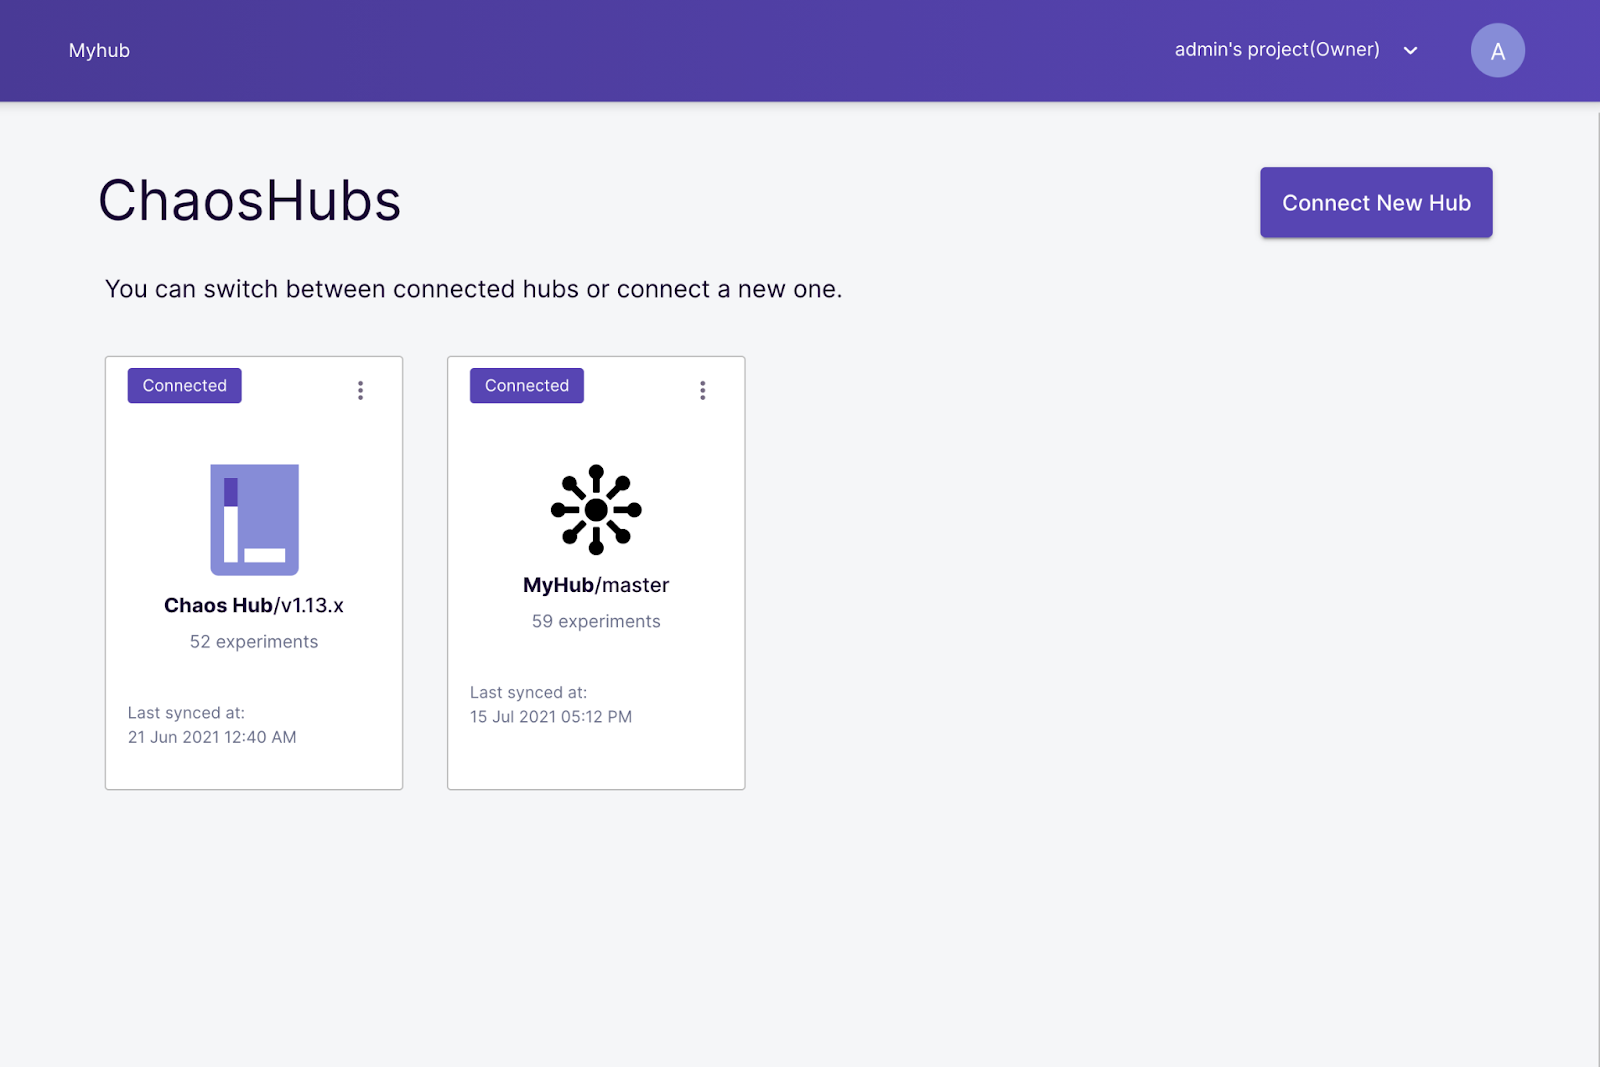 Myhub
admin's project(Owner)
A
ChaosHubs
Connect New Hub
You can switch between connected hubs or connect a new one.
Connected
Chaos Hub/v1.13.x
52 experiments
Last synced at:
21 Jun 2021 12:40 AM
Connected
MyHub/master
59 experiments
Last synced at:
15 Jul 2021 05:12 PM